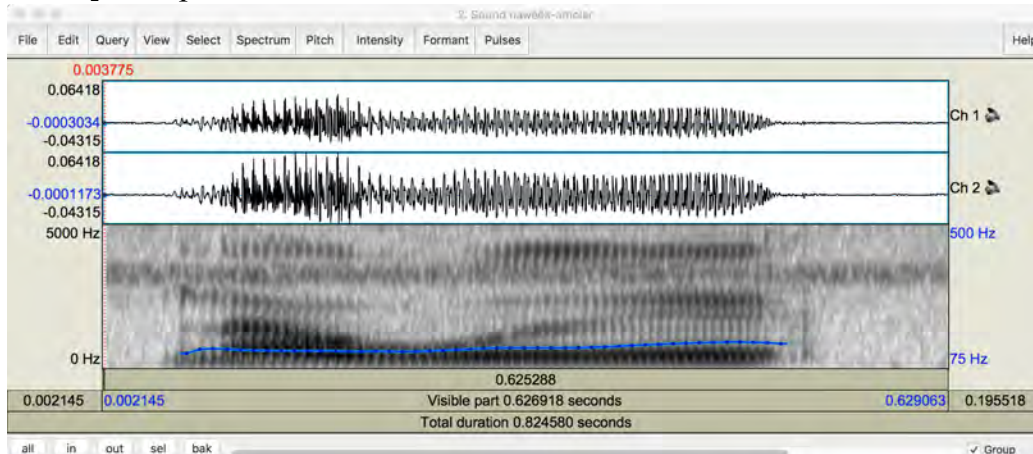 2. Sound nawéex-amolar
File Edit Query View Select Spectrum Pitch Intensity Formant Pulses Help
0.003775
0.06418
-0.0003034
-0.04315
Ch 1
0.06418
-0.0001173
-0.04315
Ch 2
5000 Hz
500 Hz
0 Hz
75 Hz
0.625288
0.002145 0.002145 Visible part 0.626918 seconds 0.629063 0.195518
Total duration 0.824580 seconds
all in out sel bak Group